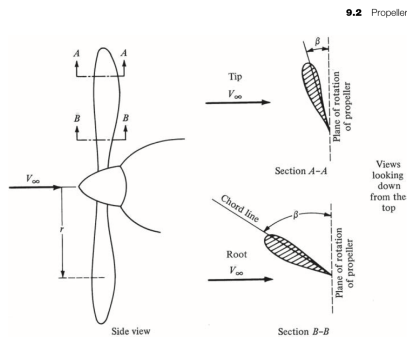 9.2 Propeller
A
A
B
B
V∞
r
Side view
Tip
V∞
β
Plane of rotation
of propeller
Section A–A
Chord line
β
Root
V∞
Plane of rotation
of propeller
Section B–B
Views
looking
down
from the
top